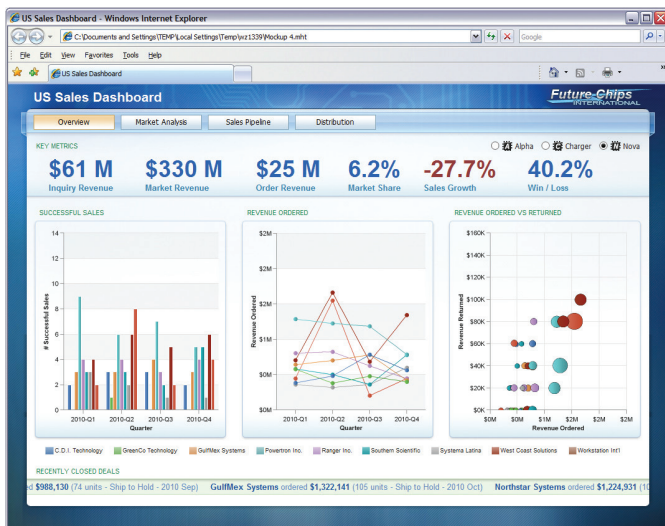 US Sales Dashboard - Windows Internet Explorer
C:\Documents and Settings\TEMP\Local Settings\Temp\wz1339\Mockup 4.mht
Google
File Edit View Favorites Tools Help
US Sales Dashboard
US Sales Dashboard
Future Chips
INTERNATIONAL
Overview Market Analysis Sales Pipeline Distribution
KEY METRICS
Alpha Charger Nova
$61 M $330 M $25 M 6.2% -27.7% 40.2%
Inquiry Revenue Market Revenue Order Revenue Market Share Sales Growth Win / Loss
SUCCESSFUL SALES
14
12
10
8
6
4
2
0
# Successful Sales
2010-Q1 2010-Q2 2010-Q3 2010-Q4
Quarter
REVENUE ORDERED
$2M
$2M
$1M
$1M
$0M
$0M
Revenue Ordered
2010-Q1 2010-Q2 2010-Q3 2010-Q4
Quarter
REVENUE ORDERED VS RETURNED
$160K
$140K
$120K
$100K
$80K
$60K
$40K
$20K
$0K
Revenue Returned
$0M $0M $1M $2M $2M $2M
Revenue Ordered
C.D.I. Technology GreenCo Technology GulfMex Systems Powertron Inc. Ranger Inc. Southern Scientific Systema Latina West Coast Solutions Workstation Int'l
RECENTLY CLOSED DEALS
d $988,130 (74 units - Ship to Hold - 2010 Sep) GulfMex Systems ordered $1,322,141 (105 units - Ship to Hold - 2010 Oct) Northstar Systems ordered $1,224,931 (10